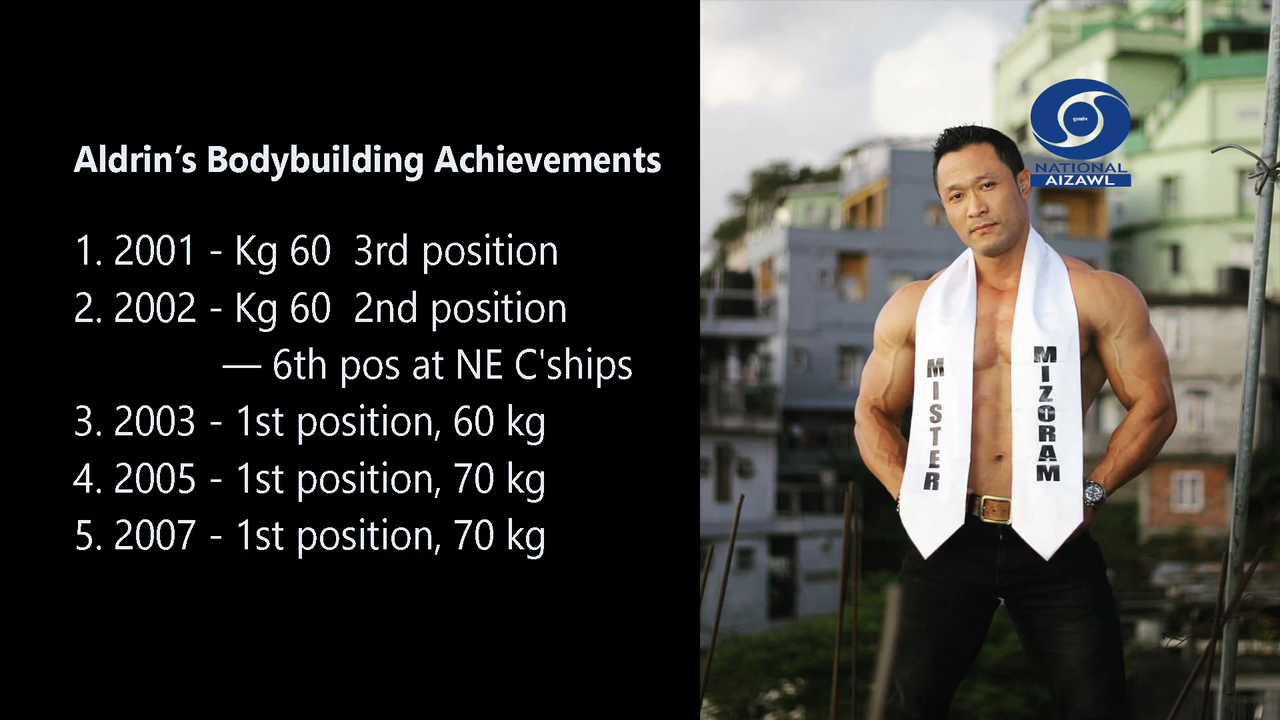 Aldrin’s Bodybuilding Achievements
1. 2001 - Kg 60  3rd position
2. 2002 - Kg 60  2nd position
— 6th pos at NE C'ships
3. 2003 - 1st position, 60 kg
4. 2005 - 1st position, 70 kg
5. 2007 - 1st position, 70 kg
NATIONAL
AIZAWL
MISTER
MIZORAM